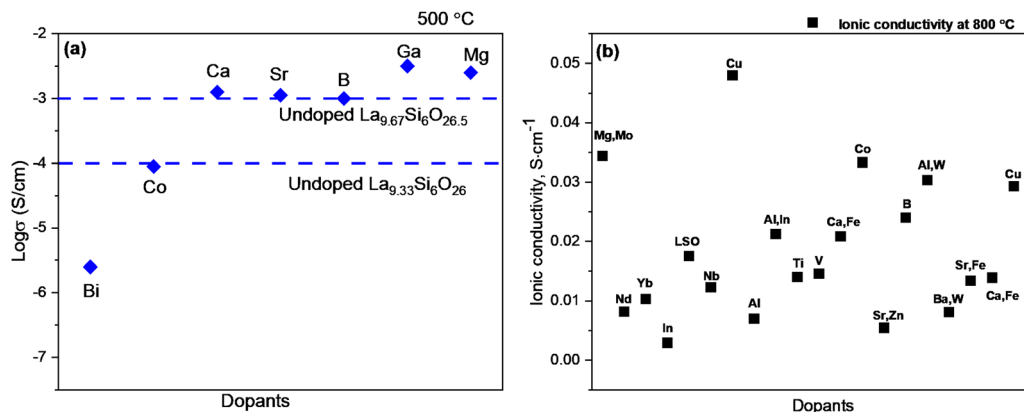 500 °C
(a)
-2
-3
-4
-5
-6
-7
Logσ (S/cm)
Ga
Mg
Ca
Sr
B
Undoped La9.67Si6O26.5
Co
Undoped La9.33Si6O26
Bi
Dopants
Ionic conductivity at 800 °C
(b)
0.05
0.04
0.03
0.02
0.01
0.00
Ionic conductivity, S·cm⁻¹
Cu
Mg,Mo
Co
Al,W
Cu
B
Al,In
Ca,Fe
LSO
Ti
V
Sr,Fe
Nb
Yb
Nd
Ba,W
Ca,Fe
Al
Sr,Zn
In
Dopants